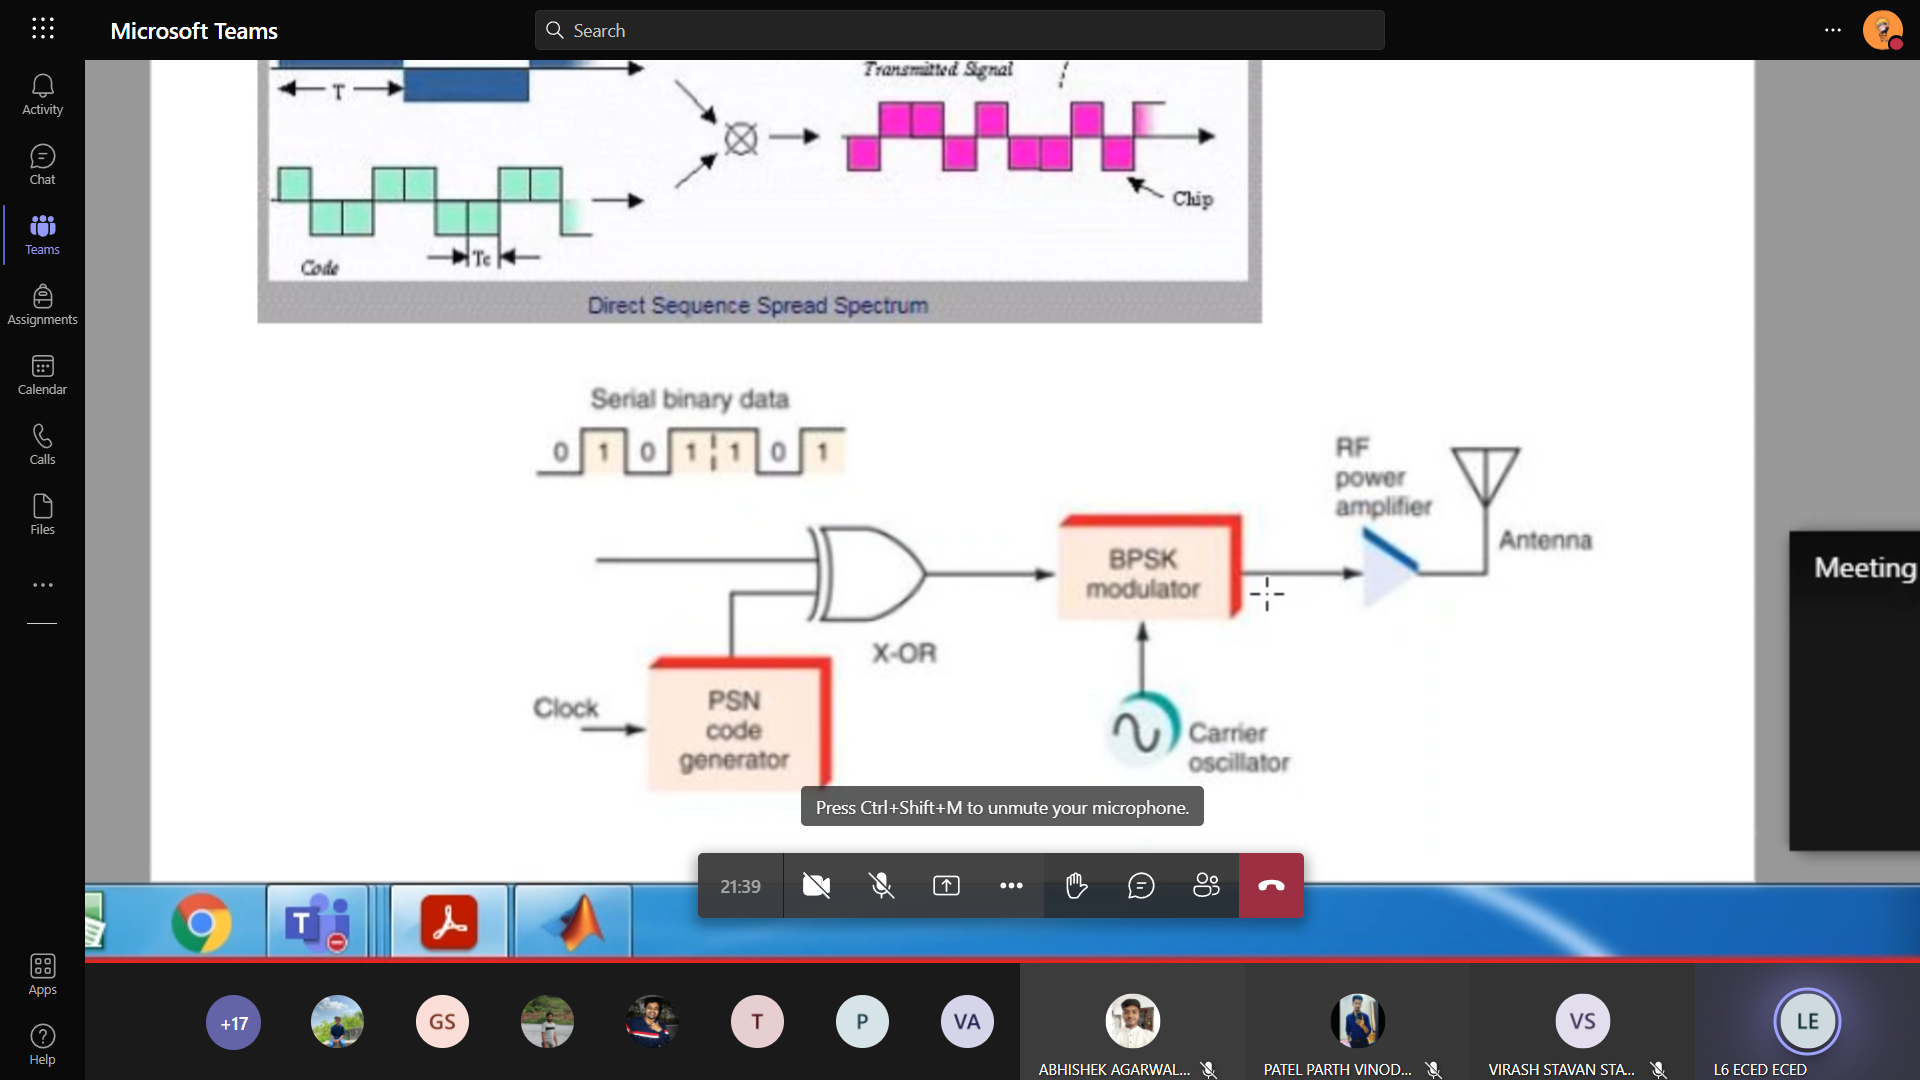 Microsoft Teams
Search
Activity
Chat
Teams
Assignments
Calendar
Calls
Files
Apps
Help
T
Transmitted Signal
Chip
Tc
Code
Direct Sequence Spread Spectrum
Serial binary data
0 1 0 1 1 0 1
RF
power
amplifier
Antenna
BPSK
modulator
X-OR
Clock
PSN
code
generator
Carrier
oscillator
Meeting
Press Ctrl+Shift+M to unmute your microphone.
21:39
T
+17
GS
T
P
VA
VS
LE
ABHISHEK AGARWAL...
PATEL PARTH VINOD...
VIRASH STAVAN STA...
L6 ECED ECED